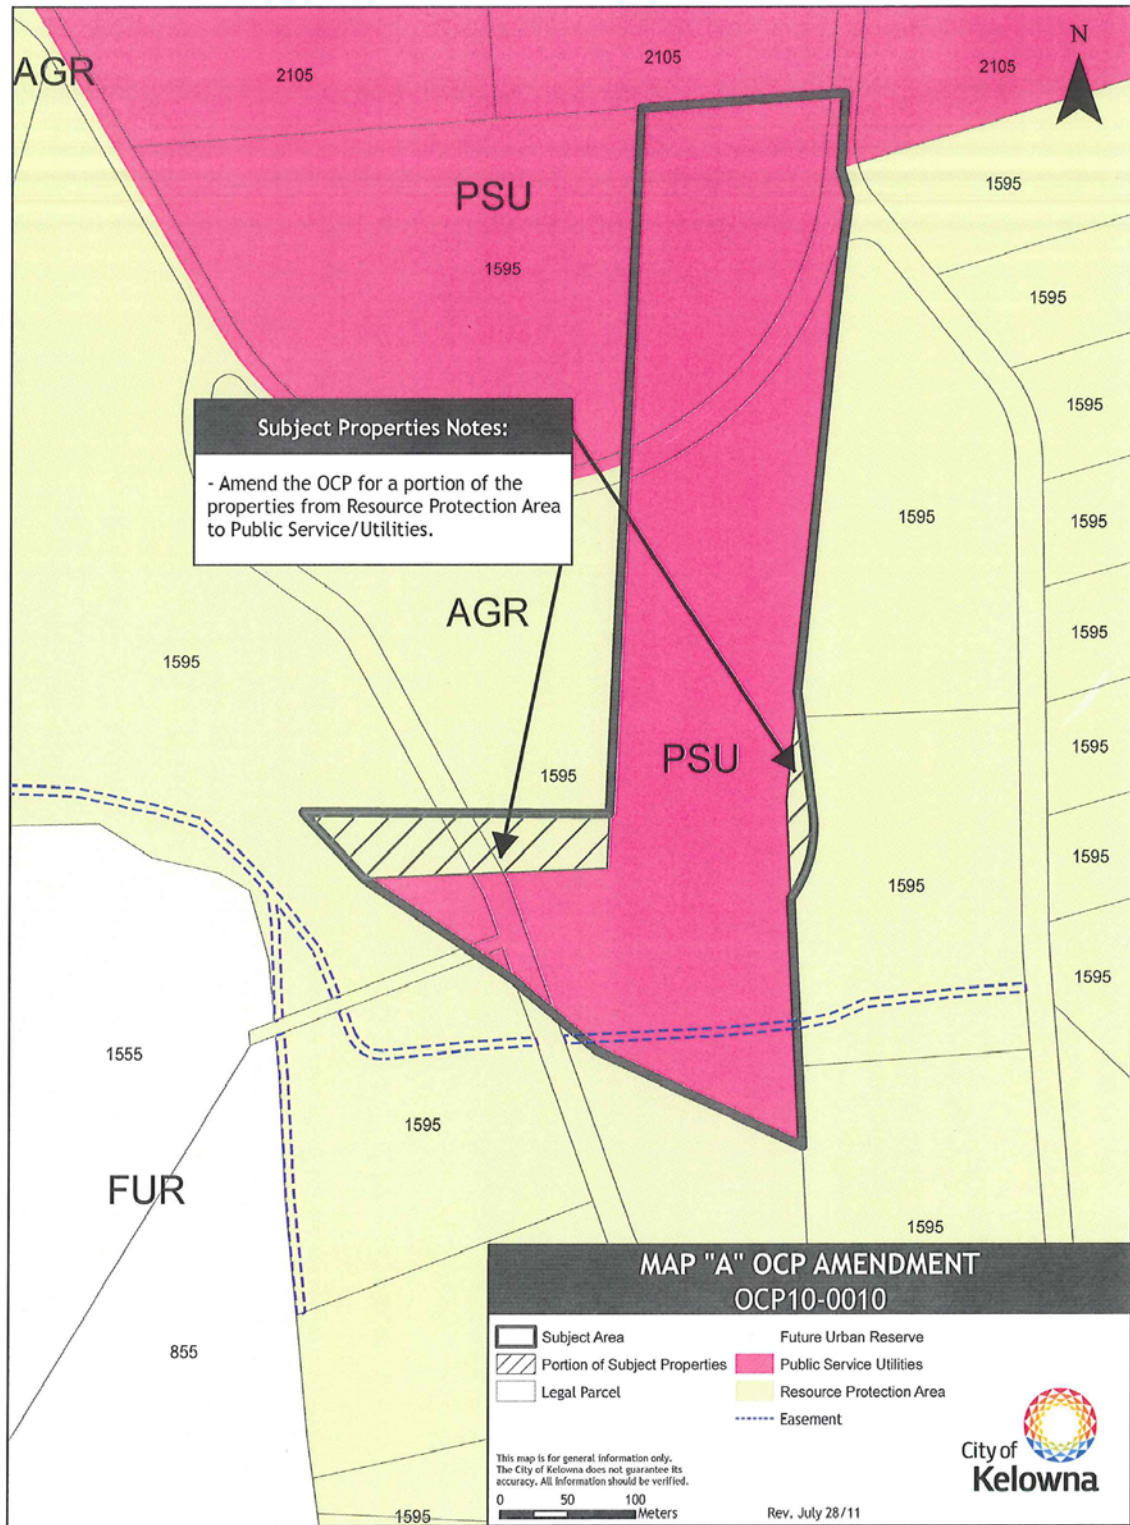 AGR
2105
2105
2105
N
PSU
1595
1595
1595
Subject Properties Notes:
- Amend the OCP for a portion of the
properties from Resource Protection Area
to Public Service/Utilities.
1595
1595
1595
AGR
1595
1595
PSU
1595
1595
1595
1595
1595
1555
1595
FUR
1595
855
1595
MAP "A" OCP AMENDMENT
OCP10-0010
Subject Area
Portion of Subject Properties
Legal Parcel
Future Urban Reserve
Public Service Utilities
Resource Protection Area
Easement
This map is for general information only.
The City of Kelowna does not guarantee its
accuracy. All information should be verified.
0 50 100
Meters
Rev. July 28/11
City of
Kelowna